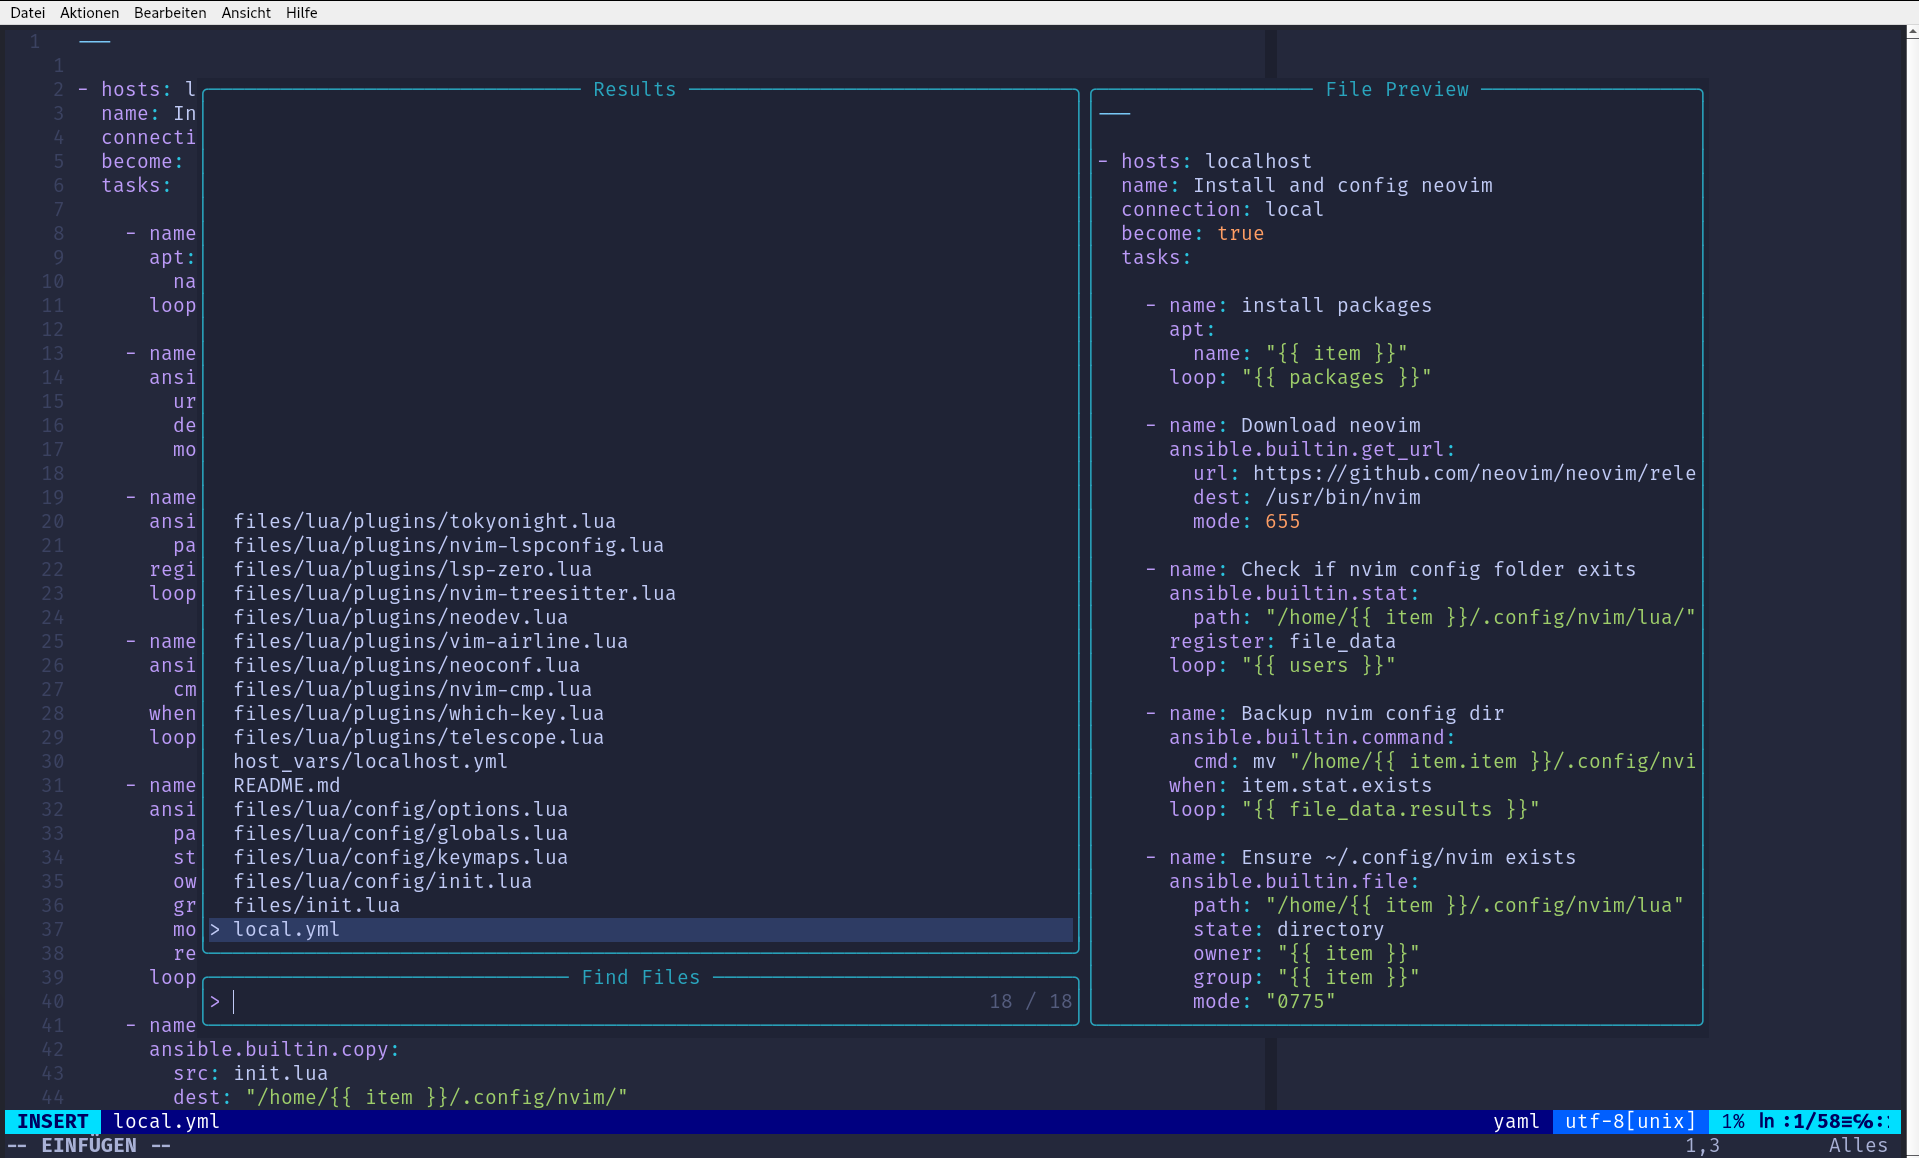 Datei Aktionen Bearbeiten Ansicht Hilfe
1 ---
1
2 - hosts: l
3 name: In
4 connecti
5 become:
6 tasks:
7
8 - name
9 apt:
10 na
11 loop
12
13 - name
14 ansi
15 ur
16 de
17 mo
18
19 - name
20 ansi
21 pa
22 regi
23 loop
24
25 - name
26 ansi
27 cm
28 when
29 loop
30
31 - name
32 ansi
33 pa
34 st
35 ow
36 gr
37 mo
38 re
39 loop
40
41 - name
42 ansible.builtin.copy:
43 src: init.lua
44 dest: "/home/{{ item }}/.config/nvim/"
Results
files/lua/plugins/tokyonight.lua
files/lua/plugins/nvim-lspconfig.lua
files/lua/plugins/lsp-zero.lua
files/lua/plugins/nvim-treesitter.lua
files/lua/plugins/neodev.lua
files/lua/plugins/vim-airline.lua
files/lua/plugins/neoconf.lua
files/lua/plugins/nvim-cmp.lua
files/lua/plugins/which-key.lua
files/lua/plugins/telescope.lua
host_vars/localhost.yml
README.md
files/lua/config/options.lua
files/lua/config/globals.lua
files/lua/config/keymaps.lua
files/lua/config/init.lua
files/init.lua
> local.yml
Find Files
> 18 / 18
File Preview
---
- hosts: localhost
name: Install and config neovim
connection: local
become: true
tasks:
- name: install packages
apt:
name: "{{ item }}"
loop: "{{ packages }}"
- name: Download neovim
ansible.builtin.get_url:
url: https://github.com/neovim/neovim/rele
dest: /usr/bin/nvim
mode: 655
- name: Check if nvim config folder exits
ansible.builtin.stat:
path: "/home/{{ item }}/.config/nvim/lua/"
register: file_data
loop: "{{ users }}"
- name: Backup nvim config dir
ansible.builtin.command:
cmd: mv "/home/{{ item.item }}/.config/nvi
when: item.stat.exists
loop: "{{ file_data.results }}"
- name: Ensure ~/.config/nvim exists
ansible.builtin.file:
path: "/home/{{ item }}/.config/nvim/lua"
state: directory
owner: "{{ item }}"
group: "{{ item }}"
mode: "0775"
INSERT local.yml yaml utf-8[unix] 1% ln :1/58≡℅:
-- EINFÜGEN -- 1,3 Alles